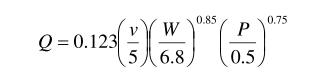 Q = 0.123 (v/5) (W/6.8)^0.85 (P/0.5)^0.75